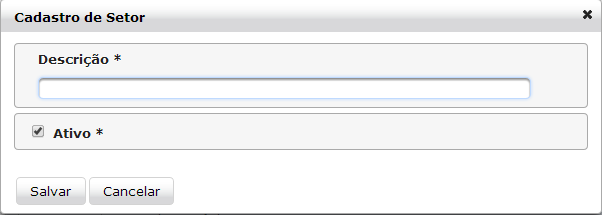 Cadastro de Setor
Descrição *
Ativo *
Salvar Cancelar